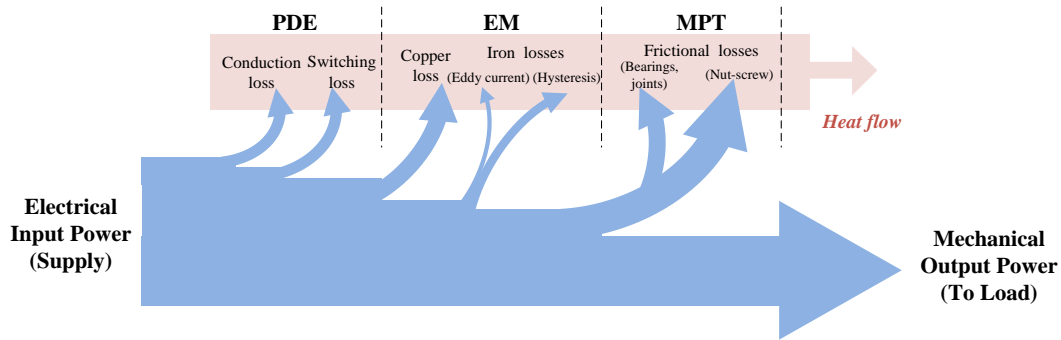 PDE
EM
MPT
Conduction
loss
Switching
loss
Copper
loss
Iron losses
(Eddy current) (Hysteresis)
Frictional losses
(Bearings,
joints)
(Nut-screw)
Heat flow
Electrical
Input Power
(Supply)
Mechanical
Output Power
(To Load)